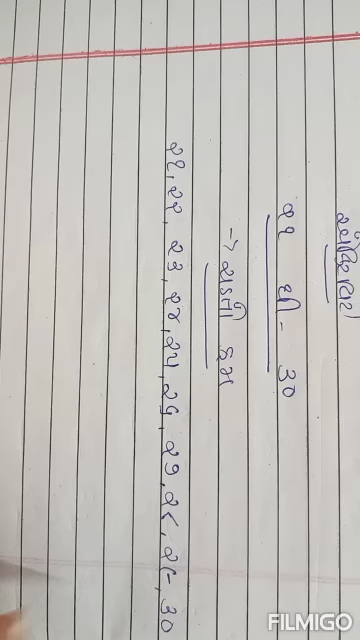 ૨૧ થી - ૩૦
→ ચડતો ક્રમ
૨૧, ૨૨, ૨૩, ૨૪, ૨૫, ૨૬, ૨૭, ૨૮, ૨૯, ૩૦
FILMIGO